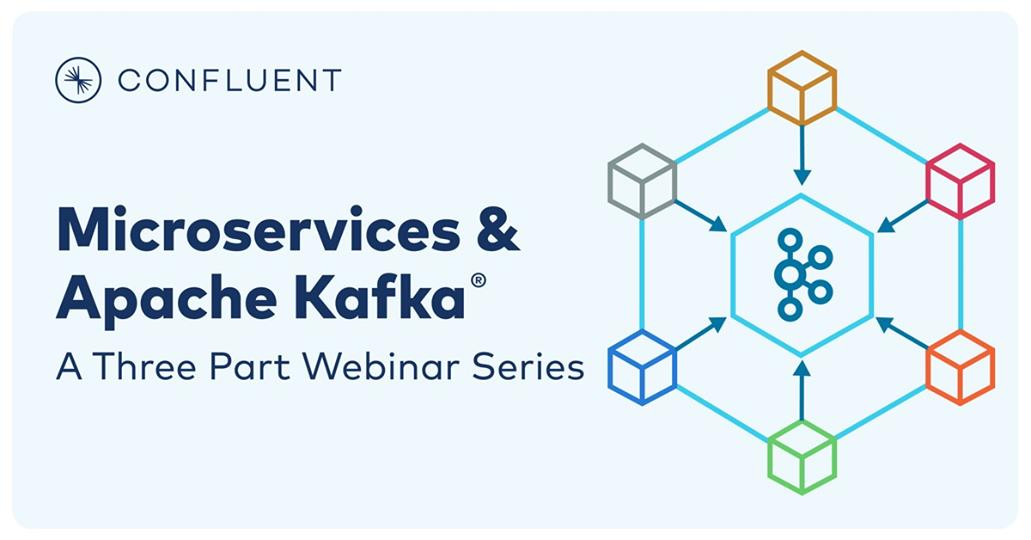 CONFLUENT
Microservices &
Apache Kafka®
A Three Part Webinar Series